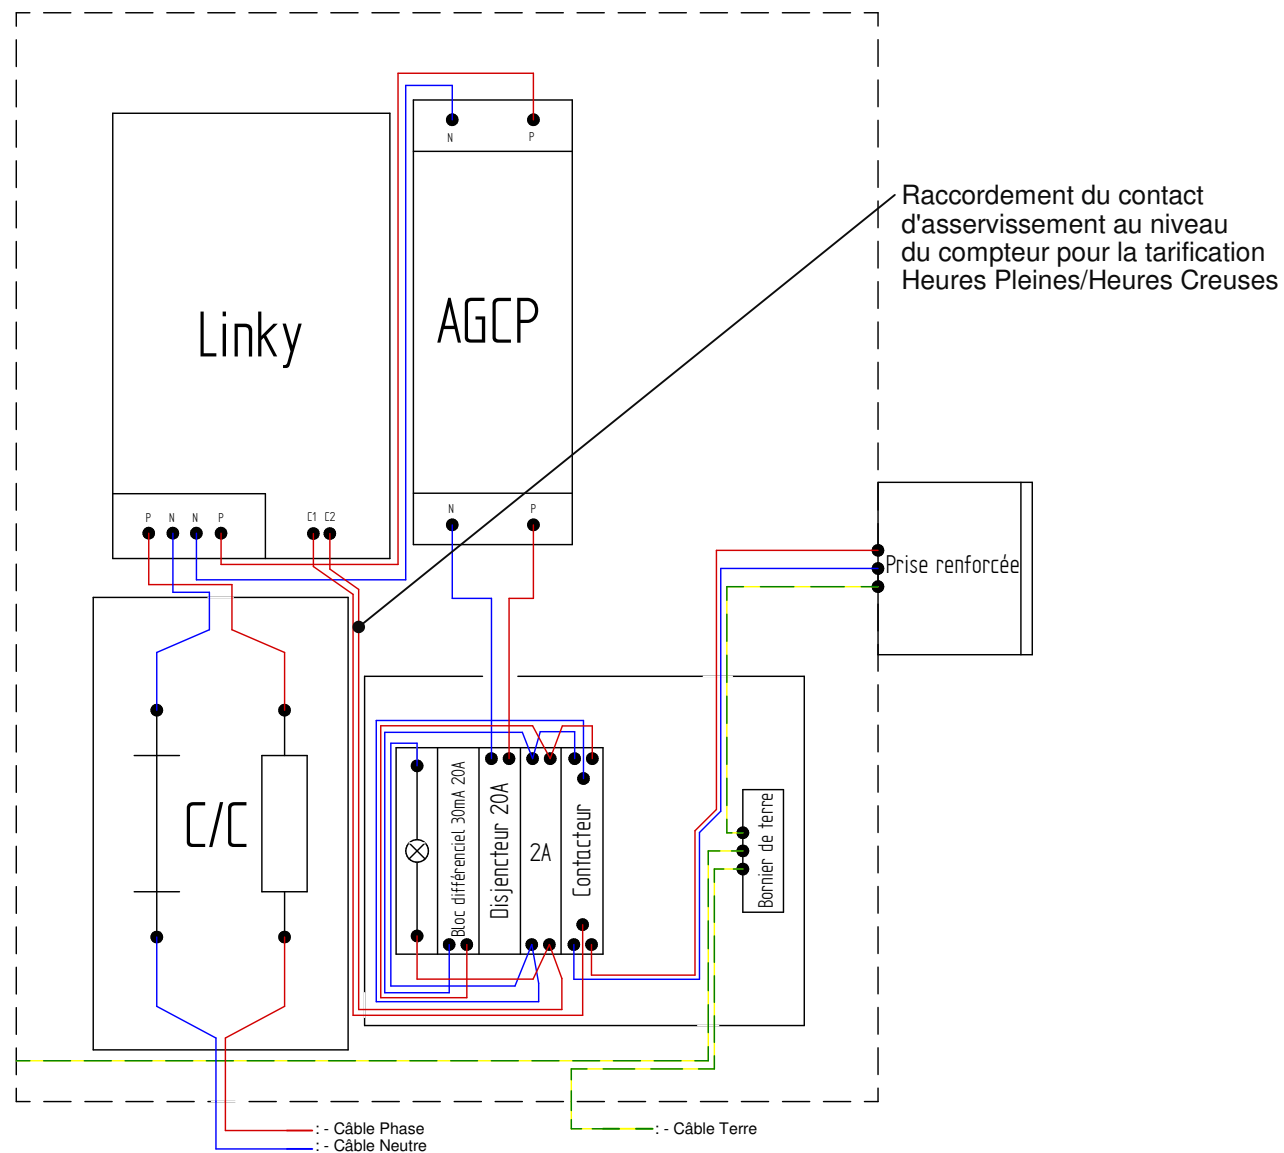 N
P
Raccordement du contact
d'asservissement au niveau
du compteur pour la tarification
Heures Pleines/Heures Creuses
Linky
AGCP
P N N P
C1 C2
N
P
Prise renforcée
C/C
Bloc différenciel 30mA 20A
Disjencteur 20A
2A
Contacteur
Bornier de terre
: - Câble Phase
: - Câble Neutre
: - Câble Terre